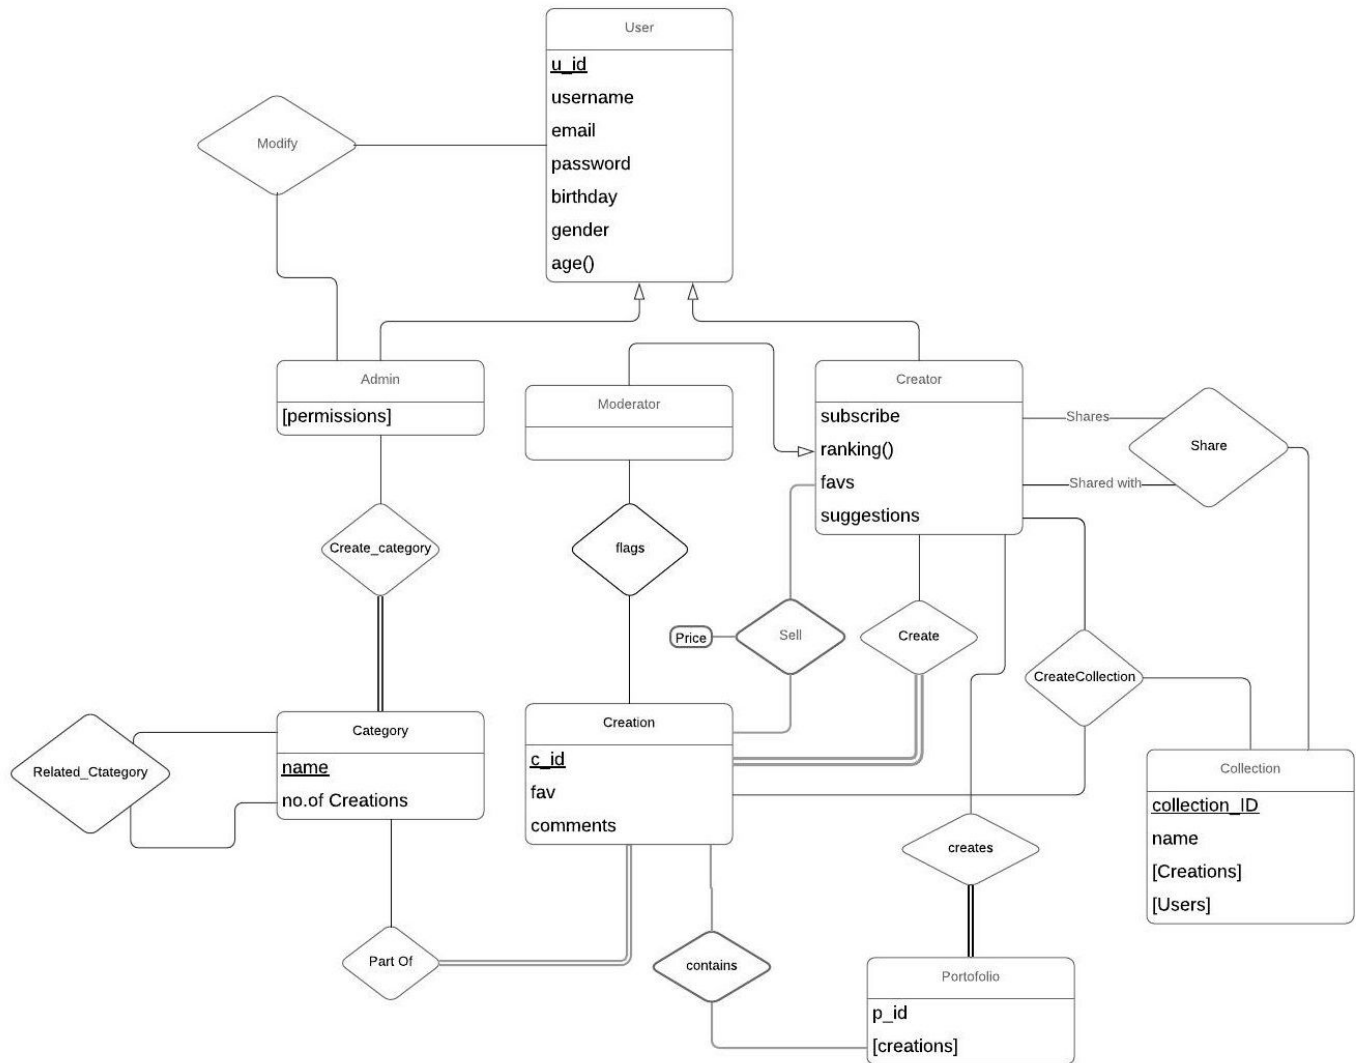 User
u_id
username
email
password
birthday
gender
age()
Modify
Admin
[permissions]
Moderator
Creator
subscribe
ranking()
favs
suggestions
Shares
Shared with
Share
Create_category
flags
Price
Sell
Create
CreateCollection
Related_Ctategory
Category
name
no.of Creations
Creation
c_id
fav
comments
Collection
collection_ID
name
[Creations]
[Users]
creates
Part Of
contains
Portofolio
p_id
[creations]